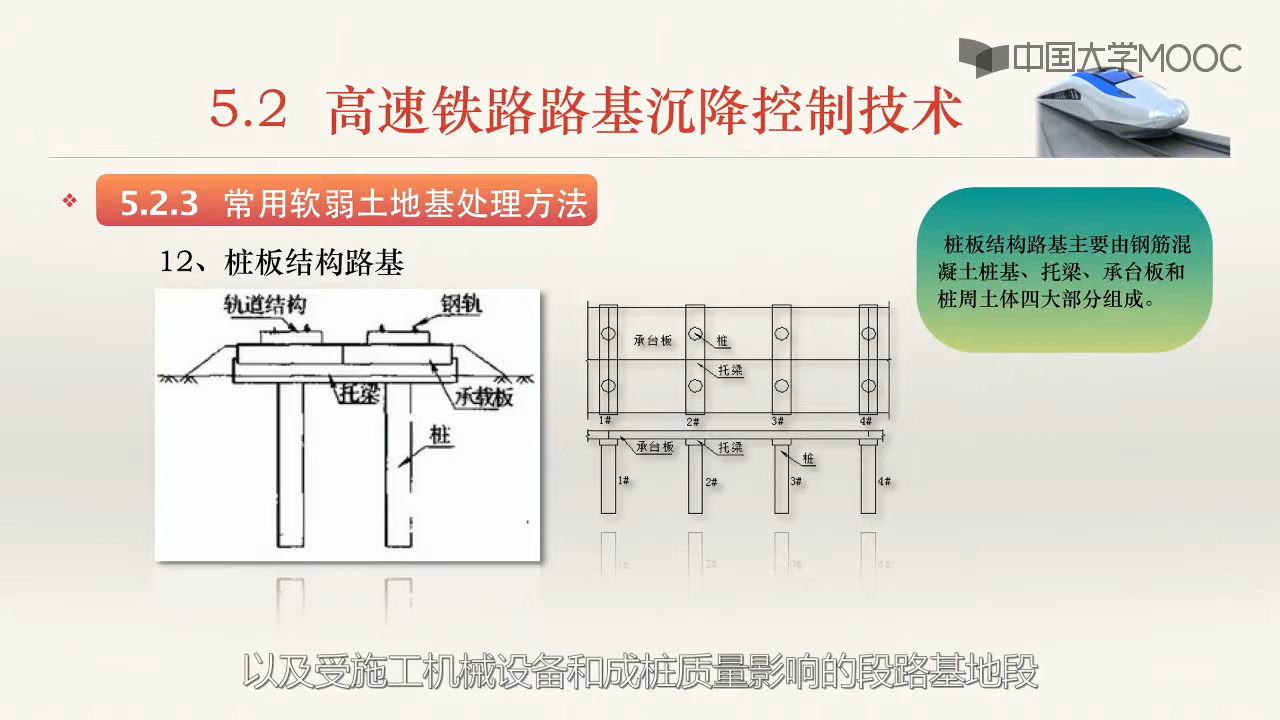 中国大学MOOC
5.2 高速铁路路基沉降控制技术
5.2.3 常用软弱土地基处理方法
12、桩板结构路基
桩板结构路基主要由钢筋混
凝土桩基、托梁、承台板和
桩周土体四大部分组成。
轨道结构
钢轨
托梁
承载板
桩
承台板
桩
托梁
1#
2#
3#
4#
承台板
托梁
桩
1#
2#
3#
4#
以及受施工机械设备和成桩质量影响的段路基地段